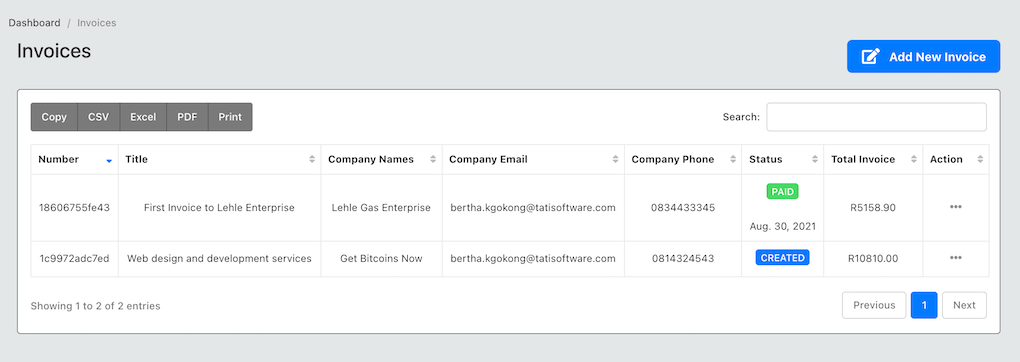 Dashboard / Invoices
Invoices
Add New Invoice
Copy CSV Excel PDF Print
Search:
Number Title Company Names Company Email Company Phone Status Total Invoice Action
18606755fe43 First Invoice to Lehle Enterprise Lehle Gas Enterprise bertha.kgokong@tatisoftware.com 0834433345 PAID Aug. 30, 2021 R5158.90
1c9972adc7ed Web design and development services Get Bitcoins Now bertha.kgokong@tatisoftware.com 0814324543 CREATED R10810.00
Showing 1 to 2 of 2 entries
Previous 1 Next